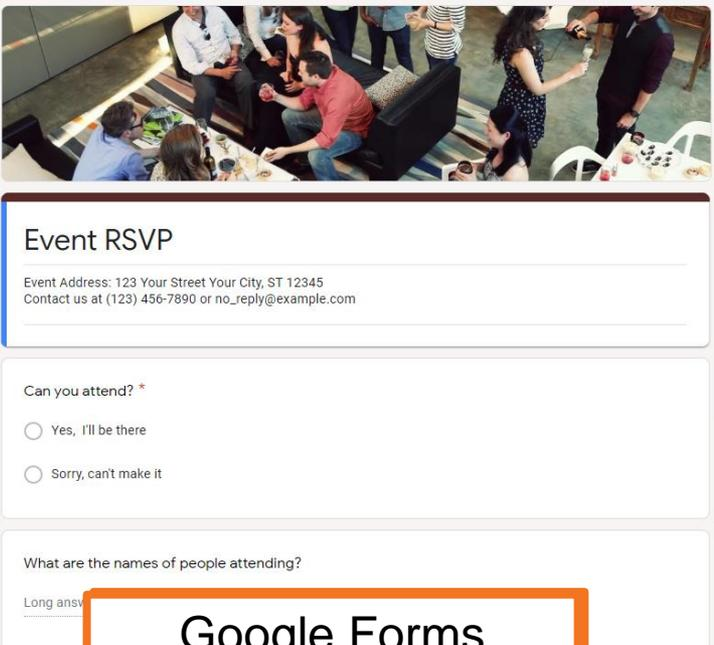 Event RSVP
Event Address: 123 Your Street Your City, ST 12345
Contact us at (123) 456-7890 or no_reply@example.com
Can you attend? *
Yes, I'll be there
Sorry, can't make it
What are the names of people attending?
Long
Google Forms